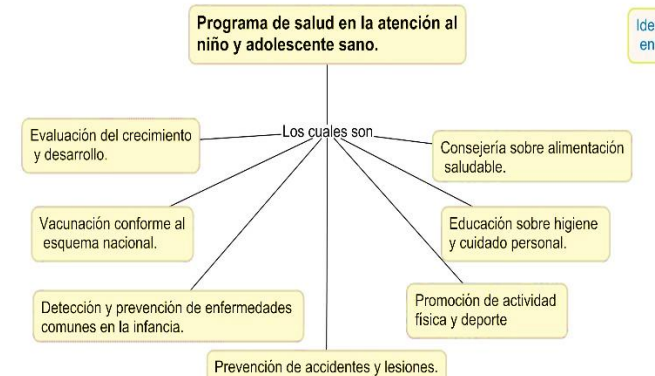 Programa de salud en la atención al
niño y adolescente sano.
Ide
en
Los cuales son
Evaluación del crecimiento
y desarrollo.
Consejería sobre alimentación
saludable.
Vacunación conforme al
esquema nacional.
Educación sobre higiene
y cuidado personal.
Detección y prevención de enfermedades
comunes en la infancia.
Promoción de actividad
física y deporte
Prevención de accidentes y lesiones.